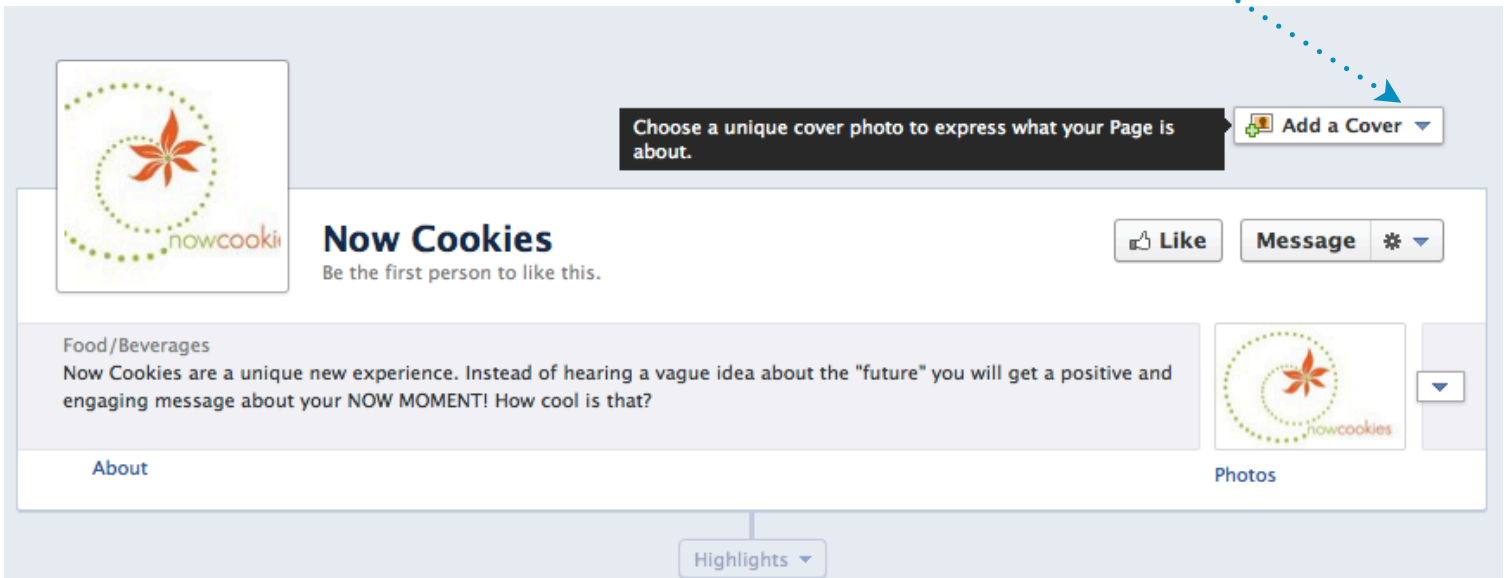 Choose a unique cover photo to express what your Page is
about.
Add a Cover
nowcooki
Now Cookies
Be the first person to like this.
Like
Message
Food/Beverages
Now Cookies are a unique new experience. Instead of hearing a vague idea about the "future" you will get a positive and
engaging message about your NOW MOMENT! How cool is that?
nowcookies
About
Photos
Highlights